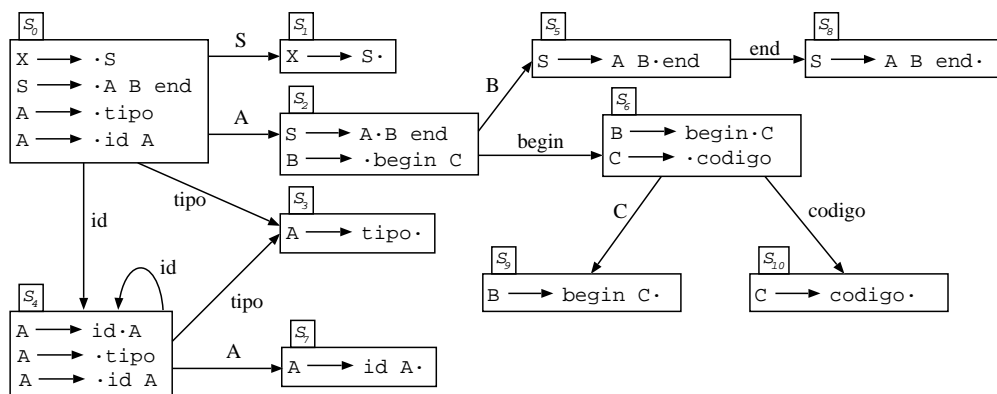 S0
X → ·S
S → ·A B end
A → ·tipo
A → ·id A
S
S1
X → S·
A
S2
S → A·B end
B → ·begin C
B
S5
S → A B·end
end
S8
S → A B end·
begin
S6
B → begin·C
C → ·codigo
id
tipo
S3
A → tipo·
C
codigo
S9
B → begin C·
S10
C → codigo·
id
S4
A → id·A
A → ·tipo
A → ·id A
tipo
A
S7
A → id A·